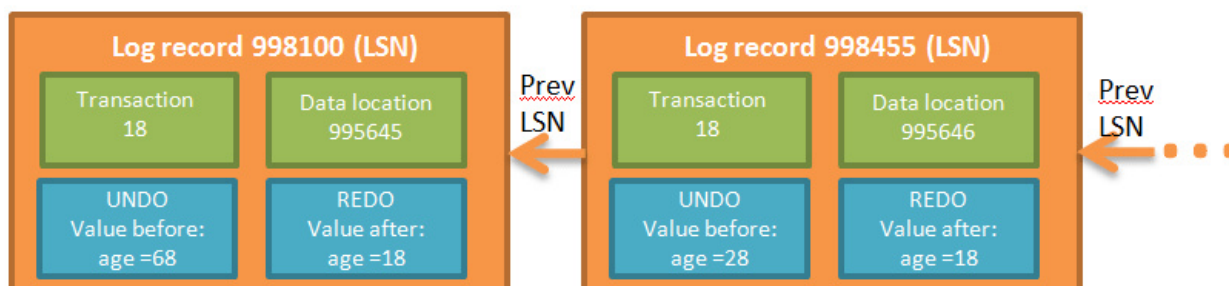 Log record 998100 (LSN)
Transaction
18
Data location
995645
UNDO
Value before:
age =68
REDO
Value after:
age =18
Prev
LSN
Log record 998455 (LSN)
Transaction
18
Data location
995646
UNDO
Value before:
age =28
REDO
Value after:
age =18
Prev
LSN